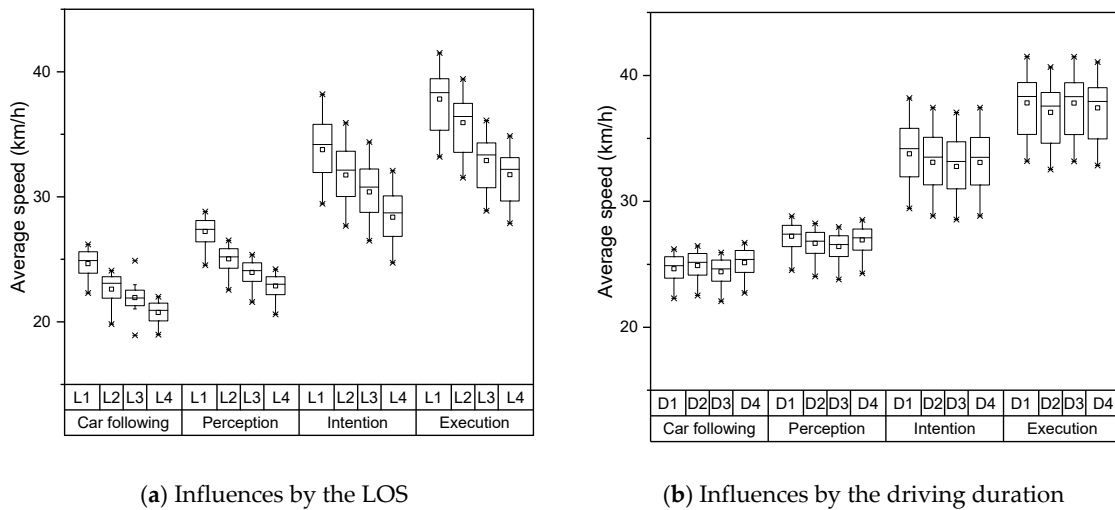 40
30
20
Average speed (km/h)
L1 L2 L3 L4 L1 L2 L3 L4 L1 L2 L3 L4 L1 L2 L3 L4
Car following Perception Intention Execution
(a) Influences by the LOS
40
30
20
Average speed (km/h)
D1 D2 D3 D4 D1 D2 D3 D4 D1 D2 D3 D4 D1 D2 D3 D4
Car following Perception Intention Execution
(b) Influences by the driving duration